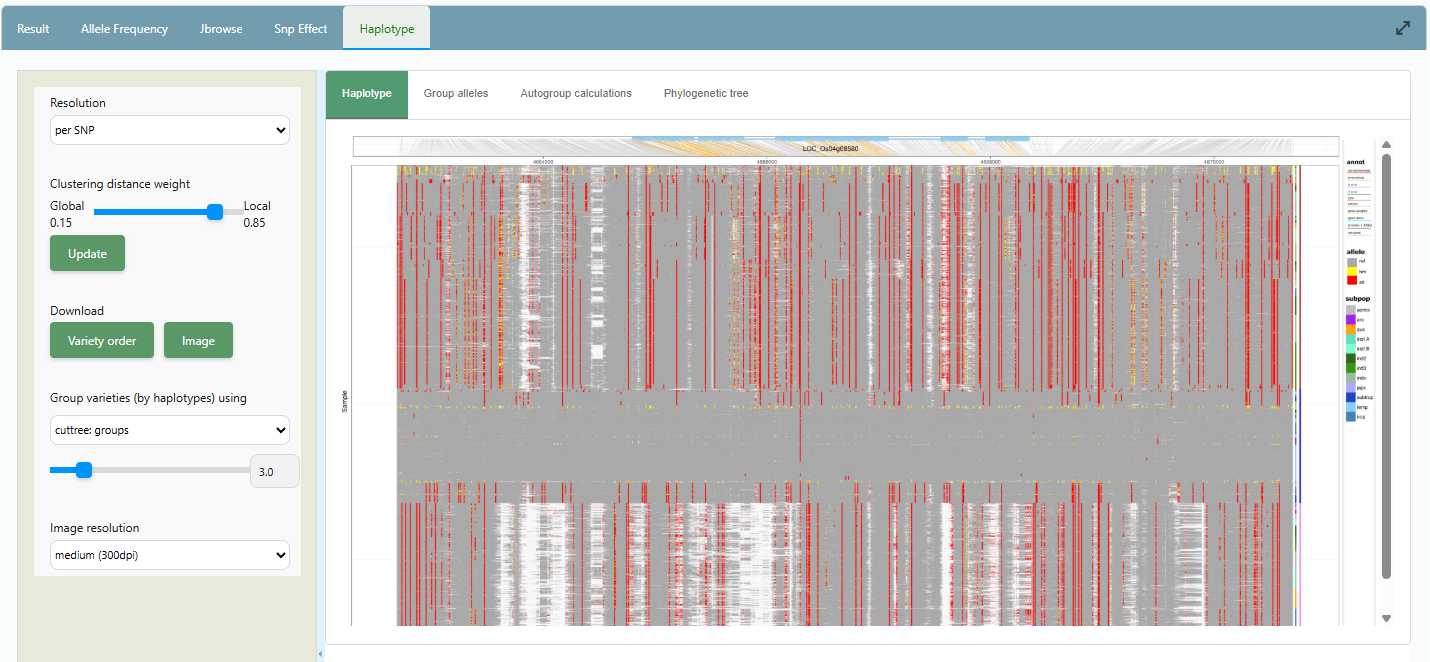 Result
Allele Frequency
Jbrowse
Snp Effect
Haplotype
Resolution
per SNP
Clustering distance weight
Global
0.15
Local
0.85
Update
Download
Variety order
Image
Group varieties (by haplotypes) using
cuttree: groups
3.0
Image resolution
medium (300dpi)
Haplotype
Group alleles
Autogroup calculations
Phylogenetic tree
LOC_Os04g08580
4664000
4666000
4668000
4670000
Sample
annot
allele
ref
het
alt
subpop
admix
aro
aus
ind1 A
ind1 B
ind2
ind3
indx
japx
subtrop
temp
trop